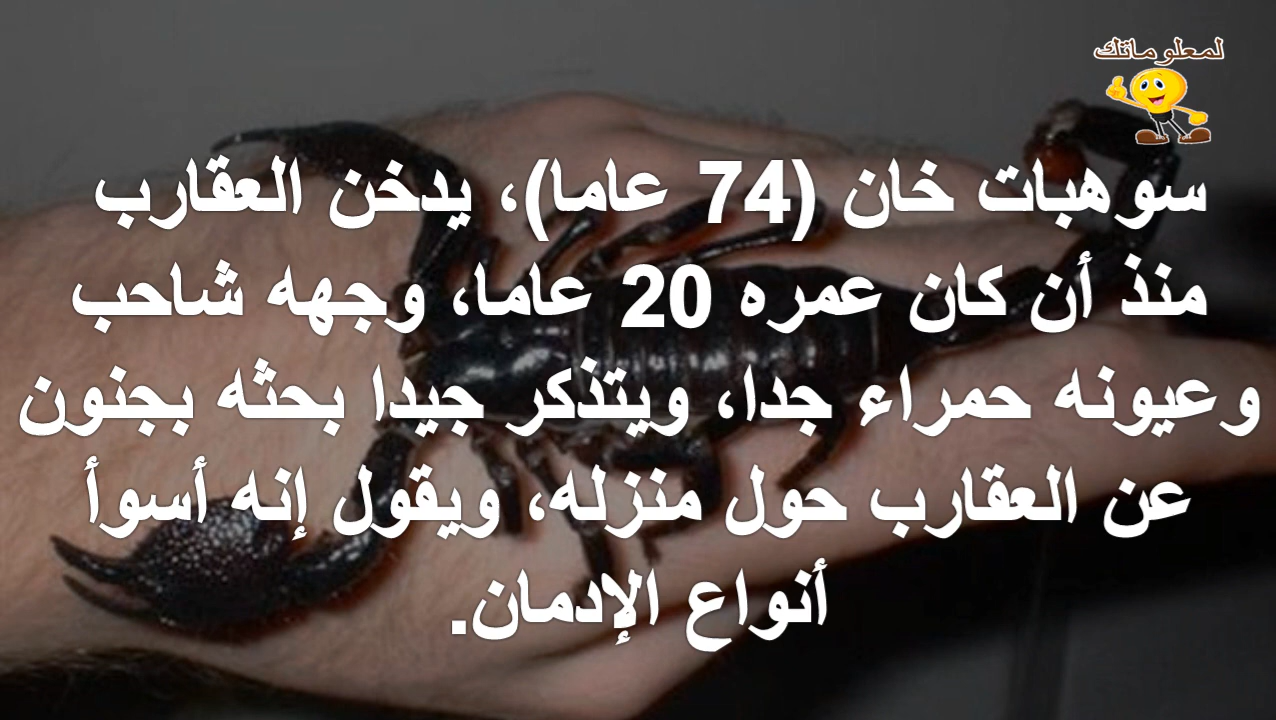 لمعلوماتك
سوهبات خان (74 عاما)، يدخن العقارب
منذ أن كان عمره 20 عاما، وجهه شاحب
وعيونه حمراء جدا، ويتذكر جيدا بحثه بجنون
عن العقارب حول منزله، ويقول إنه أسوأ
أنواع الإدمان.